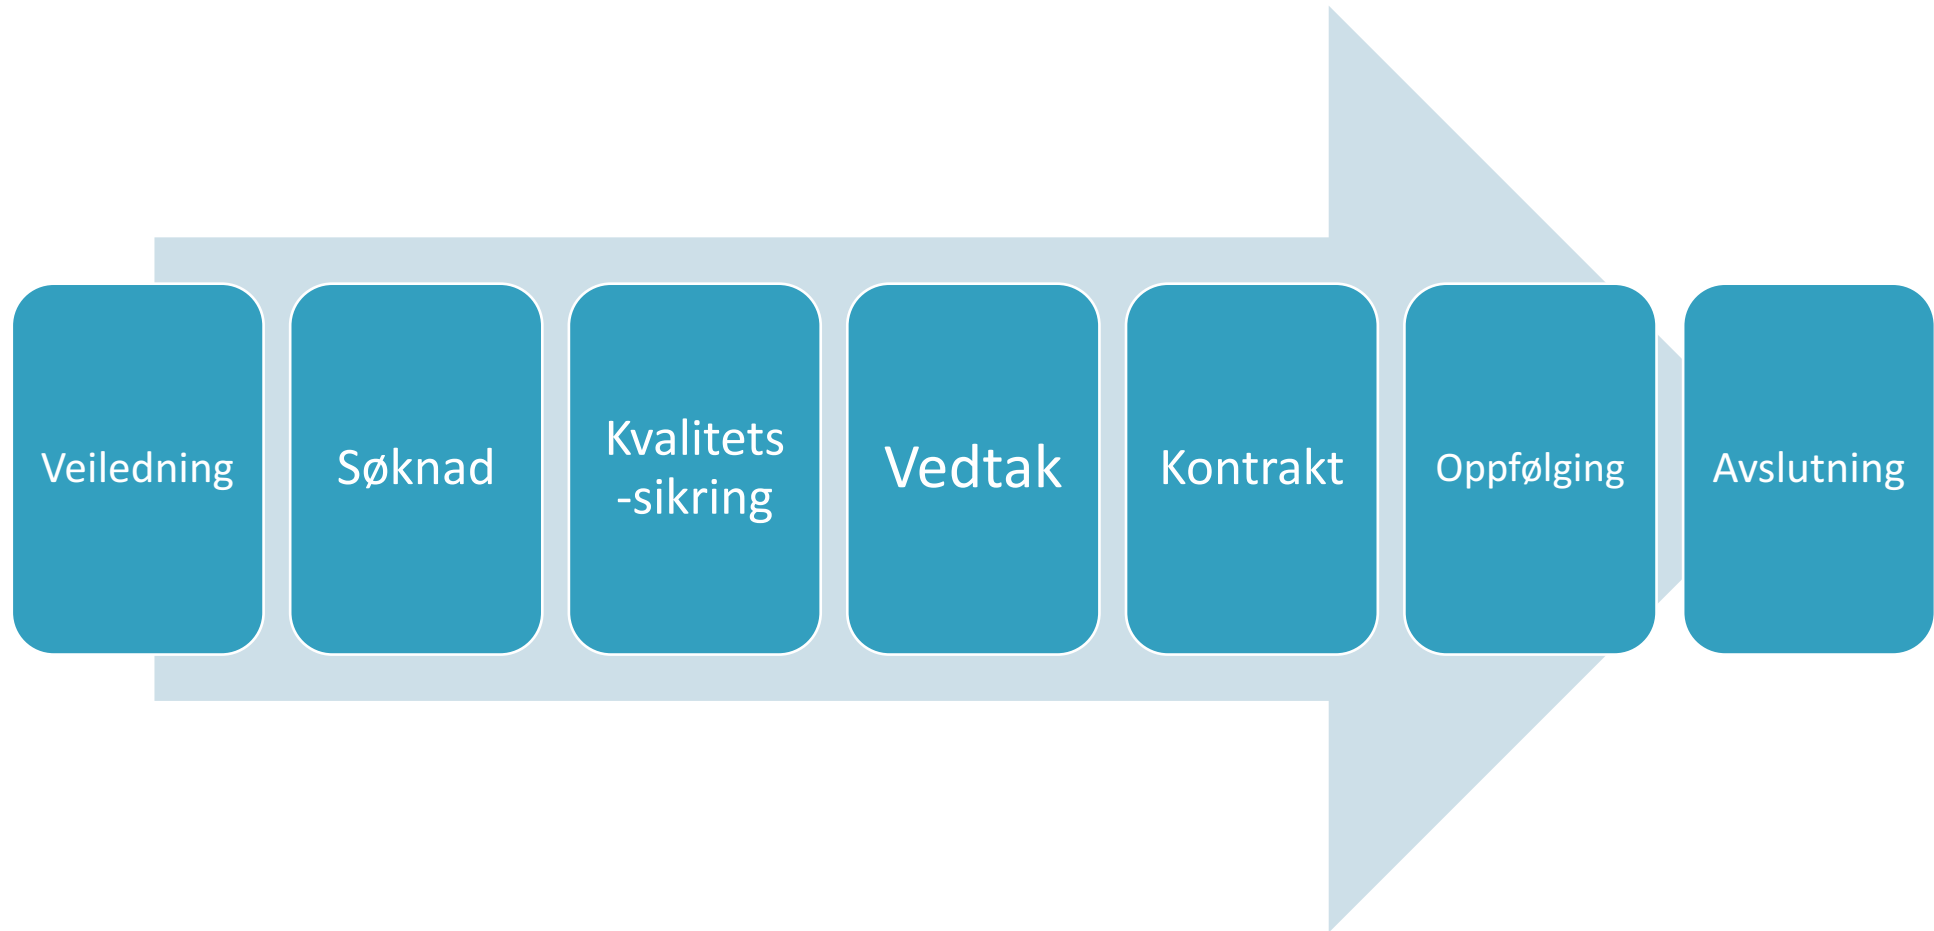 Veiledning
Søknad
Kvalitets
-sikring
Vedtak
Kontrakt
Oppfølging
Avslutning